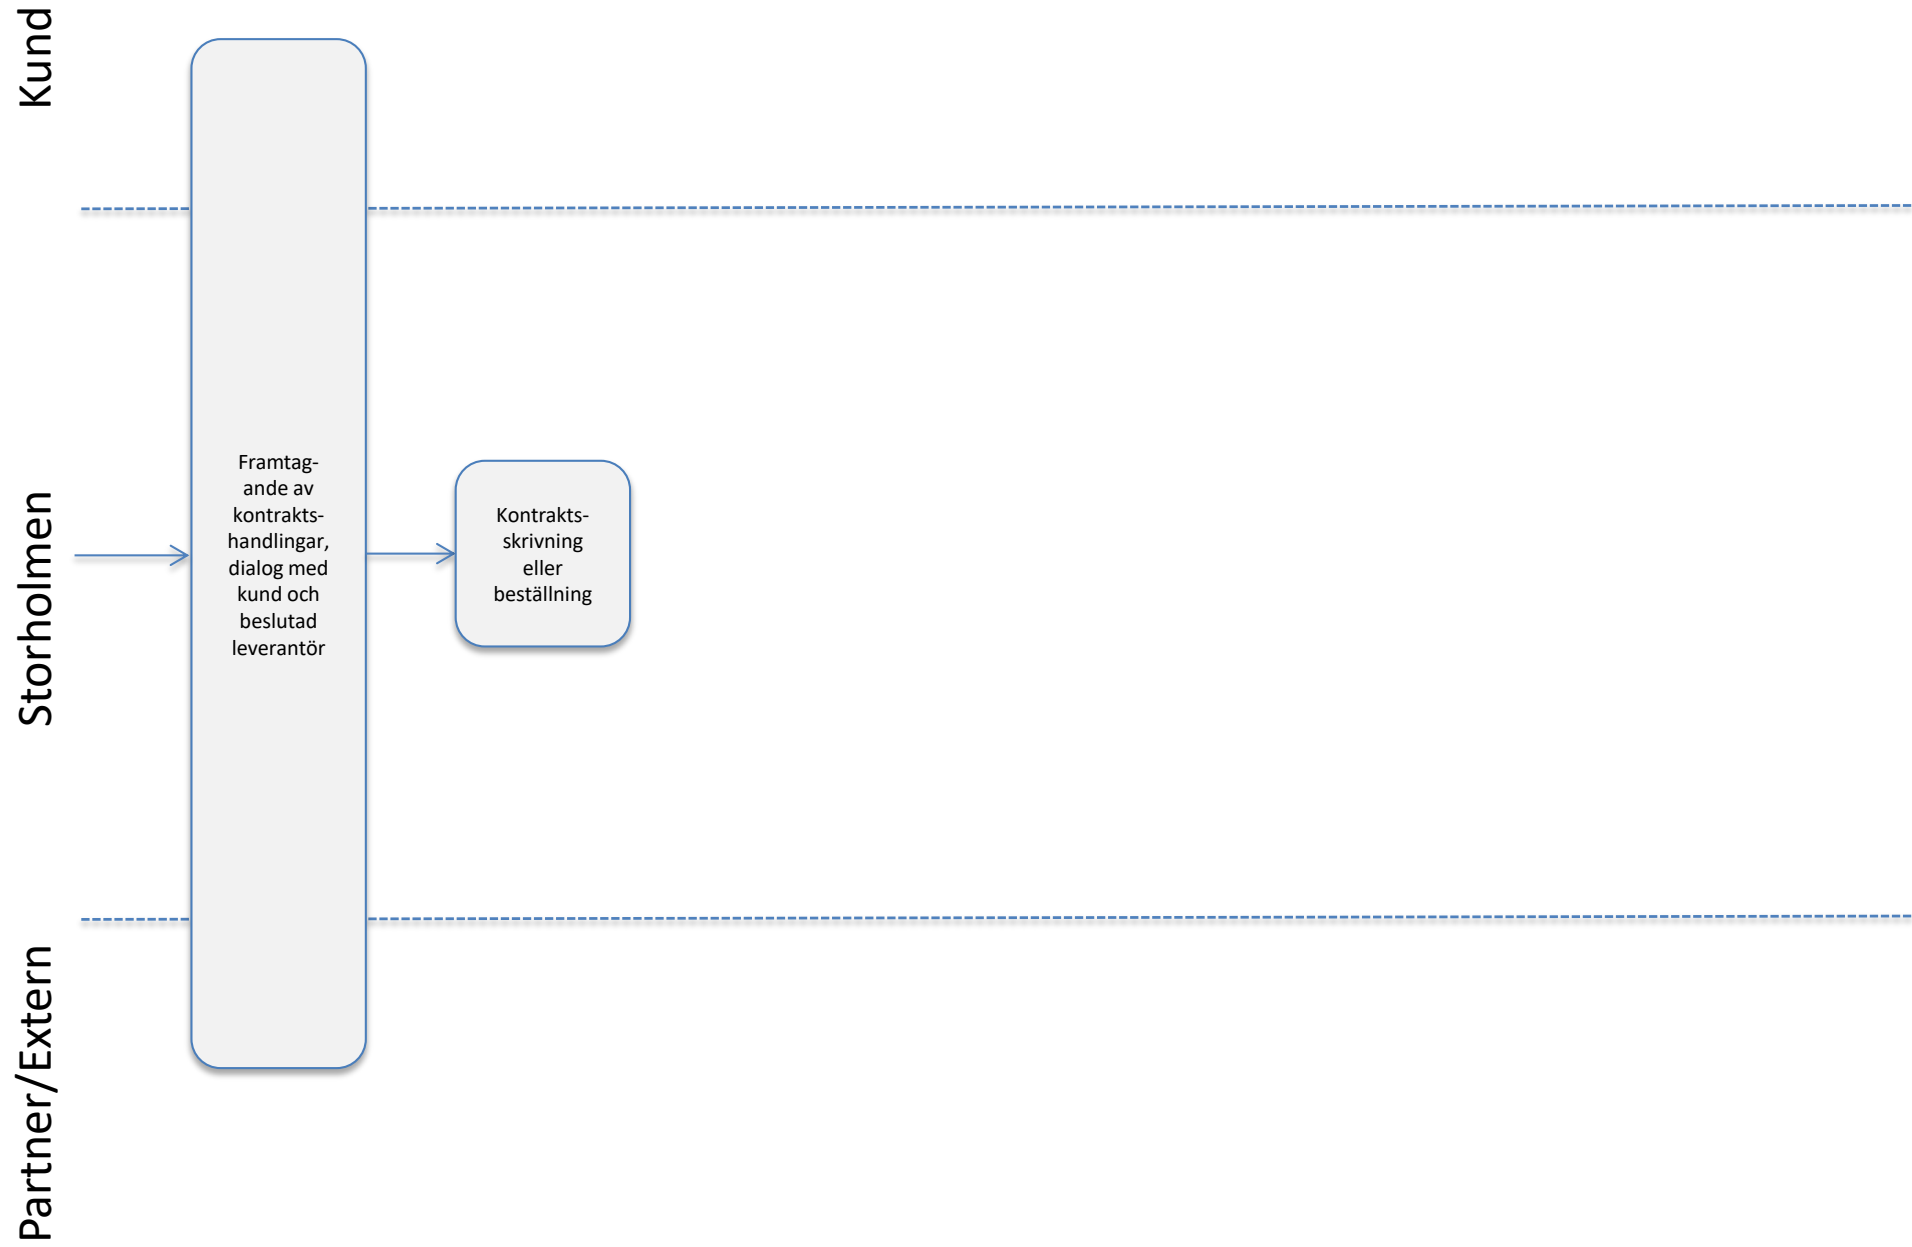 Kund
Storholmen
Partner/Extern
Framtag-
ande av
kontrakts-
handlingar,
dialog med
kund och
beslutad
leverantör
Kontrakts-
skrivning
eller
beställning